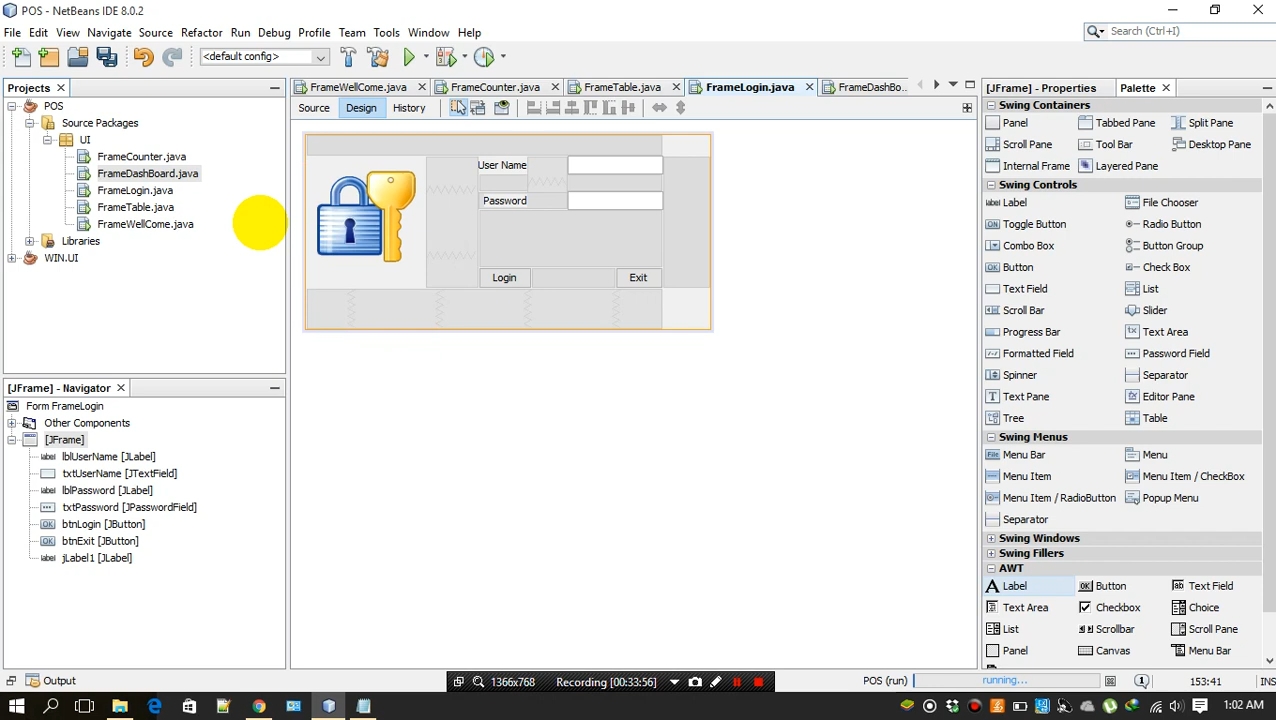 POS - NetBeans IDE 8.0.2
File Edit View Navigate Source Refactor Run Debug Profile Team Tools Window Help
Search (Ctrl+I)
<default config>
Projects
FrameWellCome.java FrameCounter.java FrameTable.java FrameLogin.java FrameDashBo...
[JFrame] - Properties Palette
Source Design History
POS
Source Packages
UI
FrameCounter.java
FrameDashBoard.java
FrameLogin.java
FrameTable.java
FrameWellCome.java
Libraries
WIN.UI
User Name
Password
Login Exit
Swing Containers
Panel Tabbed Pane Split Pane
Scroll Pane Tool Bar Desktop Pane
Internal Frame Layered Pane
Swing Controls
Label File Chooser
Toggle Button Radio Button
Combo Box Button Group
Button Check Box
Text Field List
Scroll Bar Slider
Progress Bar Text Area
Formatted Field Password Field
Spinner Separator
Text Pane Editor Pane
Tree Table
Swing Menus
Menu Bar Menu
Menu Item Menu Item / CheckBox
Menu Item / RadioButton Popup Menu
Separator
Swing Windows
Swing Fillers
AWT
Label Button Text Field
Text Area Checkbox Choice
List Scrollbar Scroll Pane
Panel Canvas Menu Bar
[JFrame] - Navigator
Form FrameLogin
Other Components
[JFrame]
lblUserName [JLabel]
txtUserName [JTextField]
lblPassword [JLabel]
txtPassword [JPasswordField]
btnLogin [JButton]
btnExit [JButton]
jLabel1 [JLabel]
Output
1366x768 Recording [00:33:56]
POS (run) running... 153:41 INS
1:02 AM